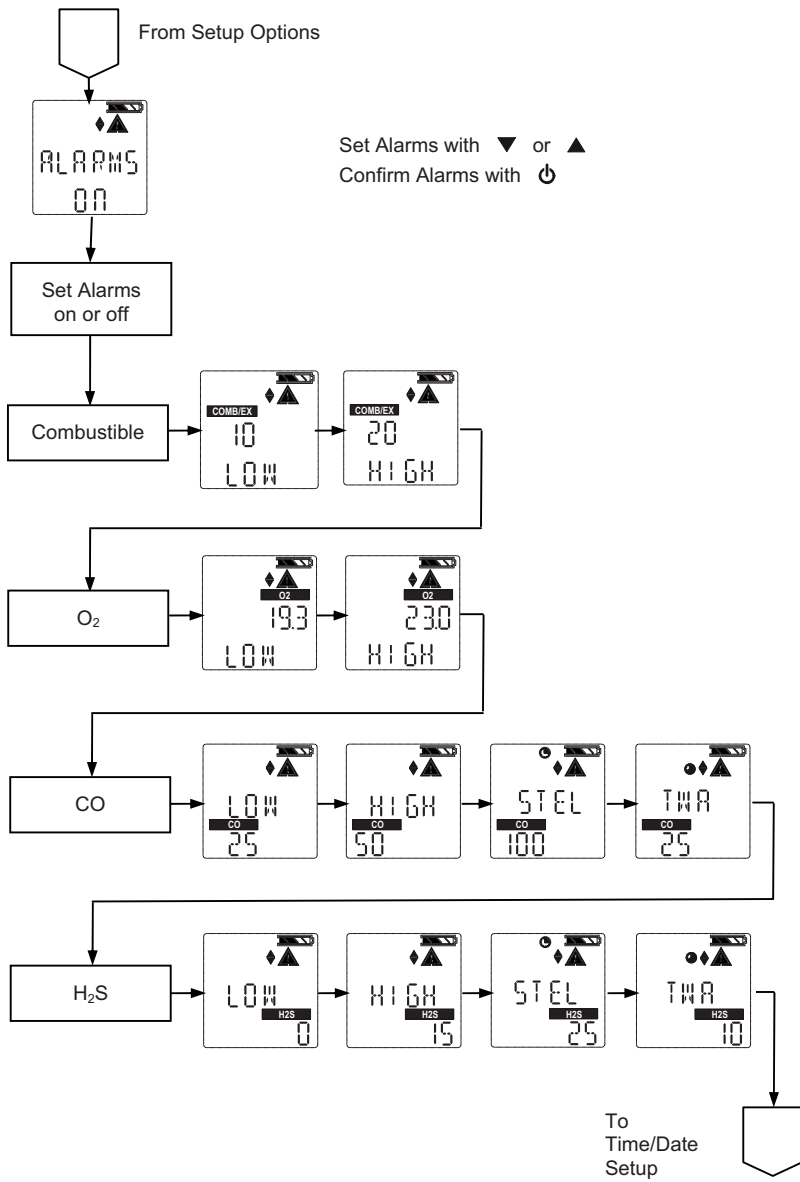 From Setup Options
ALARMS
ON
Set Alarms with ▼ or ▲
Confirm Alarms with ⏻
Set Alarms
on or off
Combustible
COMB/EX
10
LOW
COMB/EX
20
HIGH
O₂
O2
19.3
LOW
O2
23.0
HIGH
CO
LOW
CO
25
HIGH
CO
50
STEL
CO
100
TWA
CO
25
H₂S
LOW
H2S
0
HIGH
H2S
15
STEL
H2S
25
TWA
H2S
10
To
Time/Date
Setup